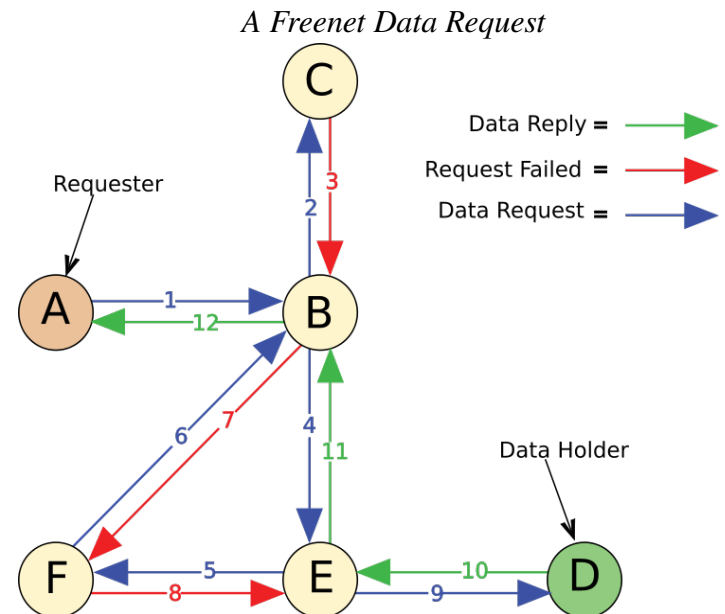 A Freenet Data Request
C
Data Reply =
Request Failed =
Data Request =
Requester
3
2
A
1
12
B
6
7
4
11
Data Holder
F
5
8
E
10
9
D